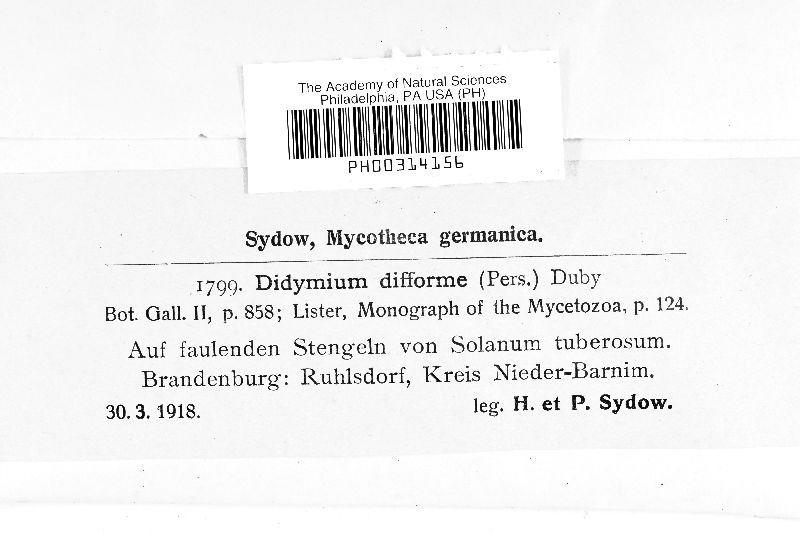 The Academy of Natural Sciences
Philadelphia, PA USA (PH)
PH00314156
Sydow, Mycotheca germanica.
1799. Didymium difforme (Pers.) Duby
Bot. Gall. II, p. 858; Lister, Monograph of the Mycetozoa, p. 124.
Auf faulenden Stengeln von Solanum tuberosum.
Brandenburg: Ruhlsdorf, Kreis Nieder-Barnim.
30. 3. 1918. leg. H. et P. Sydow.